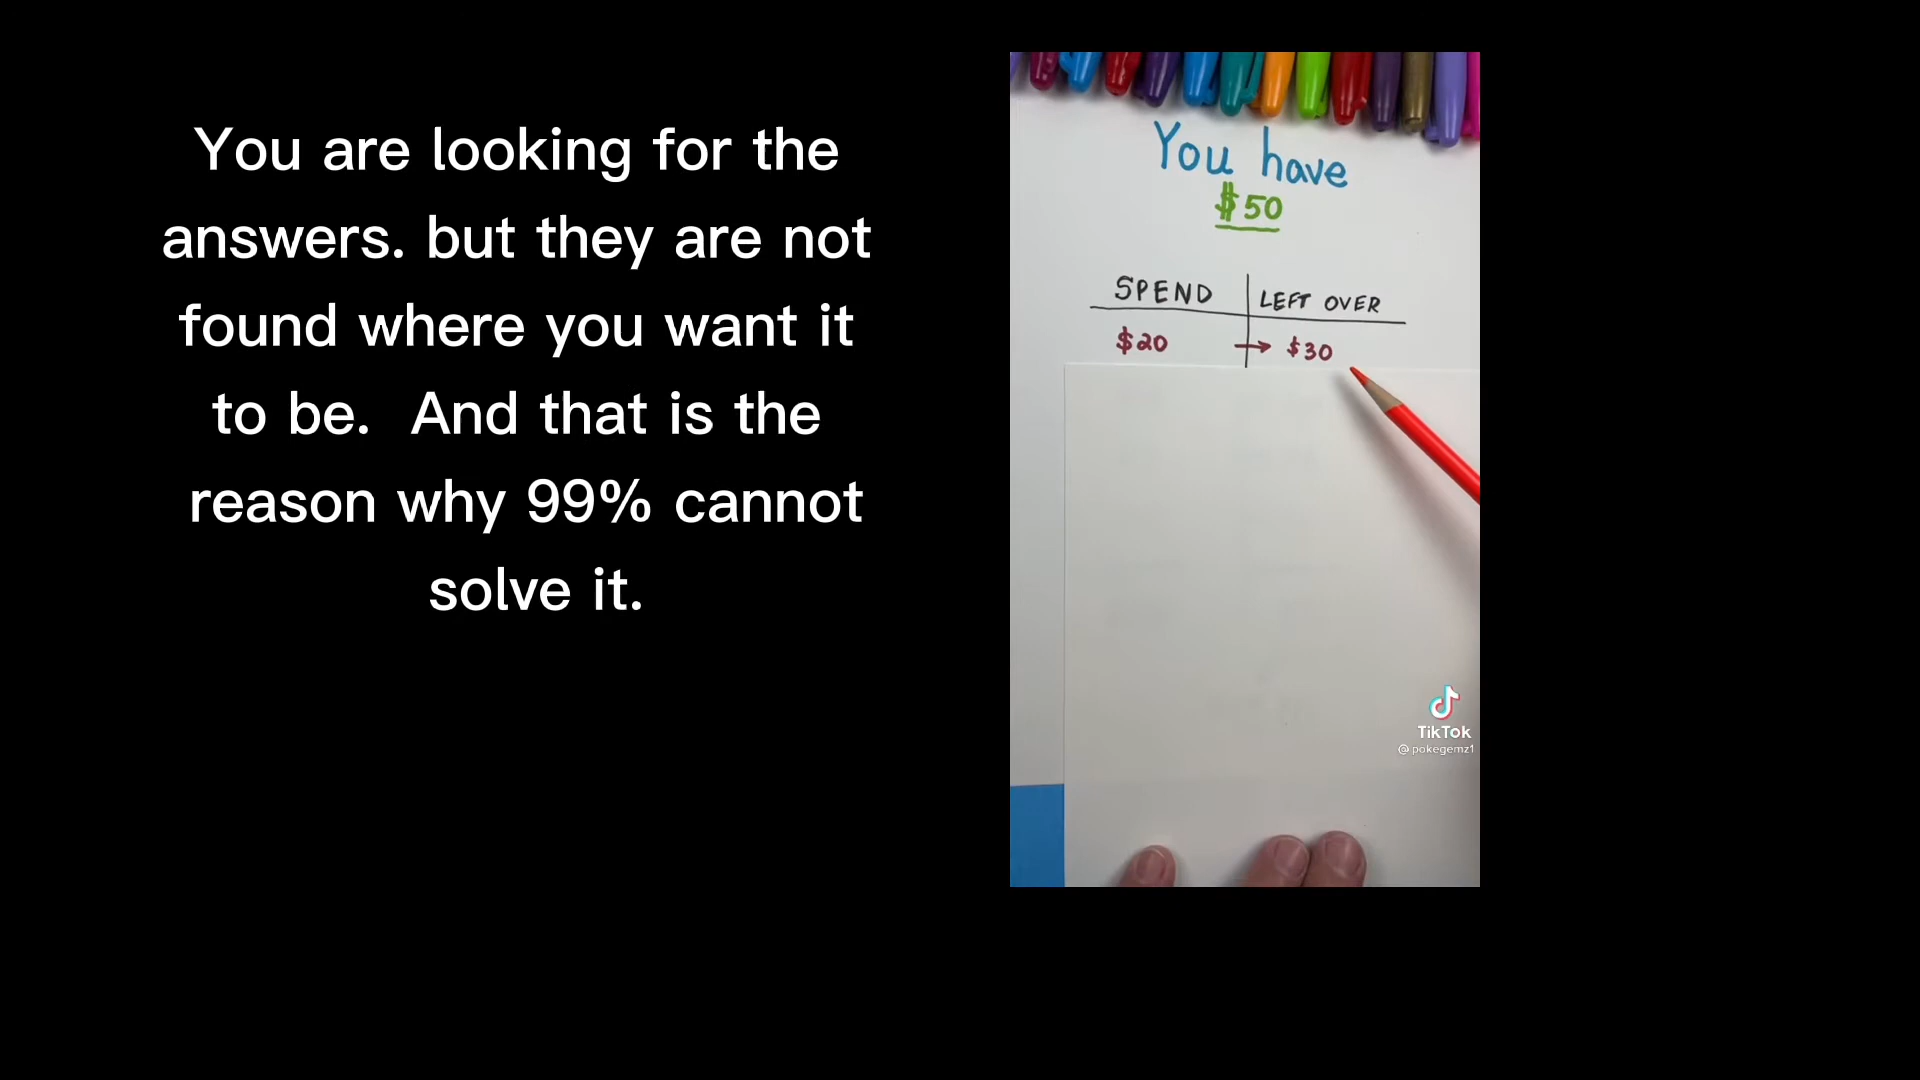 You are looking for the
answers. but they are not
found where you want it
to be. And that is the
reason why 99% cannot
solve it.
You have
$50
SPEND LEFT OVER
$20 → $30
TikTok
@pokegemz1